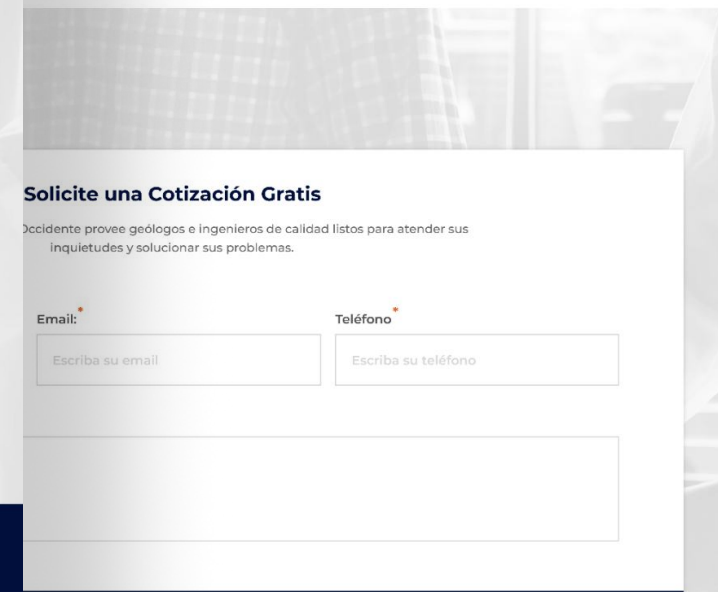 Solicite una Cotización Gratis
Occidente provee geólogos e ingenieros de calidad listos para atender sus
inquietudes y solucionar sus problemas.
Email:*
Teléfono*
Escriba su email
Escriba su teléfono